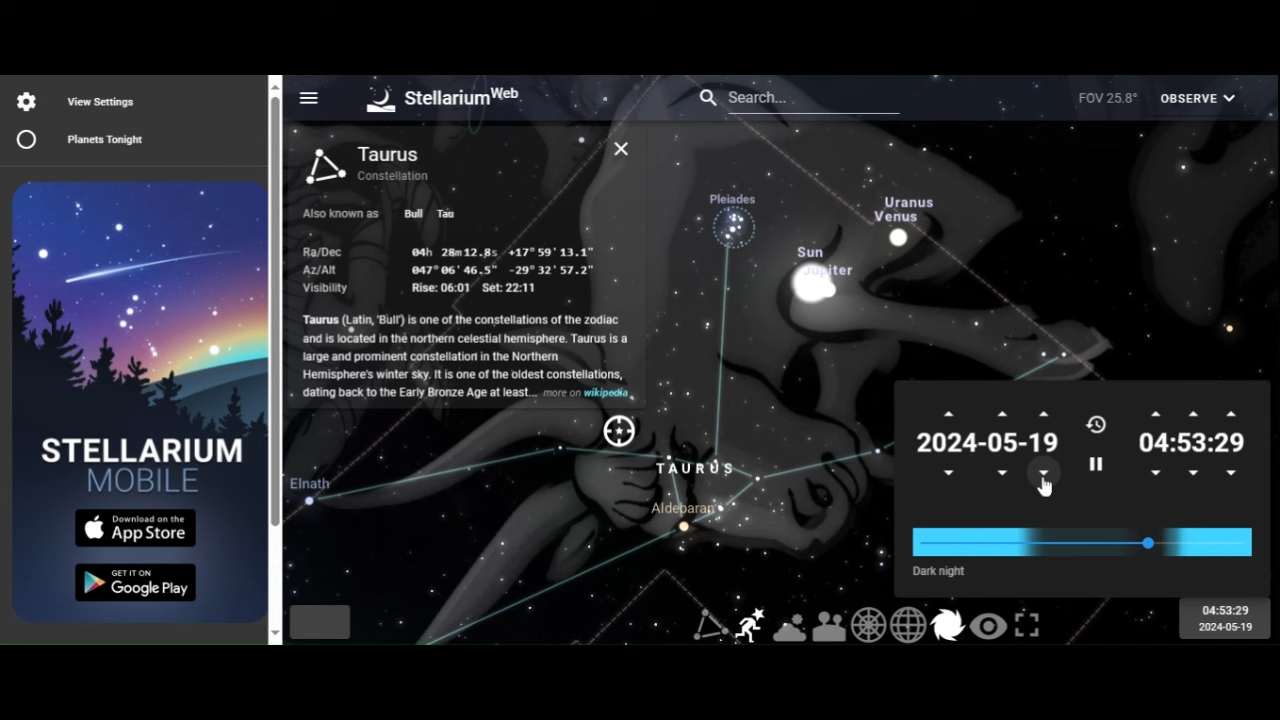 View Settings
Planets Tonight
STELLARIUM
MOBILE
Download on the
App Store
GET IT ON
Google Play
StellariumWeb
Search...
FOV 25.8°
OBSERVE
Taurus
Constellation
Also known as Bull Tau
Ra/Dec 04h 28m12.8s +17°59'13.1"
Az/Alt 047°06'46.5" -29°32'57.2"
Visibility Rise: 06:01 Set: 22:11
Taurus (Latin, 'Bull') is one of the constellations of the zodiac
and is located in the northern celestial hemisphere. Taurus is a
large and prominent constellation in the Northern
Hemisphere's winter sky. It is one of the oldest constellations,
dating back to the Early Bronze Age at least... more on wikipedia
Pleiades
Uranus
Venus
Sun
Jupiter
TAURUS
Elnath
Aldebaran
2024-05-19 04:53:29
Dark night
04:53:29
2024-05-19